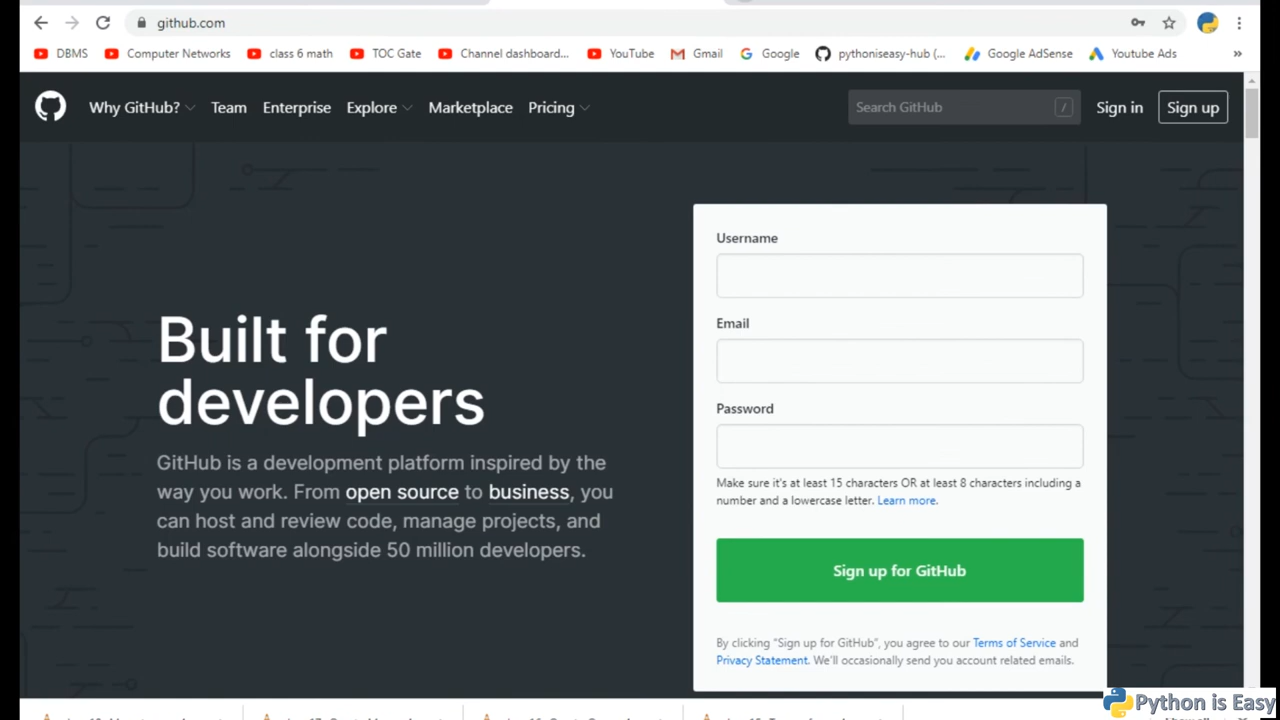 github.com
DBMS Computer Networks class 6 math TOC Gate Channel dashboard... YouTube Gmail Google pythoniseasy-hub (... Google AdSense Youtube Ads »
Why GitHub? Team Enterprise Explore Marketplace Pricing Search GitHub / Sign in Sign up
Username
Email
Password
Make sure it's at least 15 characters OR at least 8 characters including a
number and a lowercase letter. Learn more.
Sign up for GitHub
By clicking “Sign up for GitHub”, you agree to our Terms of Service and
Privacy Statement. We'll occasionally send you account related emails.
Built for
developers
GitHub is a development platform inspired by the
way you work. From open source to business, you
can host and review code, manage projects, and
build software alongside 50 million developers.
Python is Easy